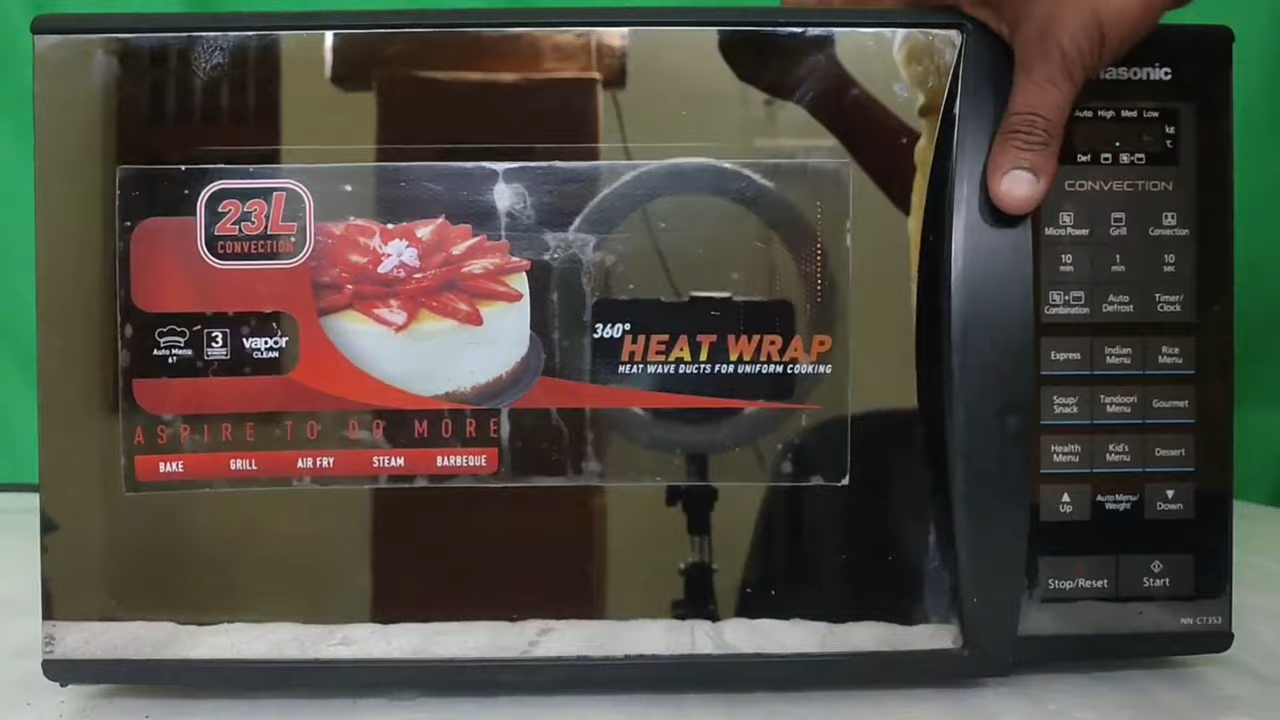 23L
CONVECTION
Auto Menu
61
3
vapor
CLEAN
360°
HEAT WRAP
HEAT WAVE DUCTS FOR UNIFORM COOKING
ASPIRE TO DO MORE
BAKE GRILL AIR FRY STEAM BARBEQUE
nasonic
Auto High Med Low
kg
°C
Def
CONVECTION
Micro Power Grill Convection
10 min 1 min 10 sec
Combination Auto Defrost Timer/Clock
Express Indian Menu Rice Menu
Soup/Snack Tandoori Menu Gourmet
Health Menu Kid's Menu Dessert
Up Auto Menu/Weight Down
Stop/Reset Start
NN-CT353